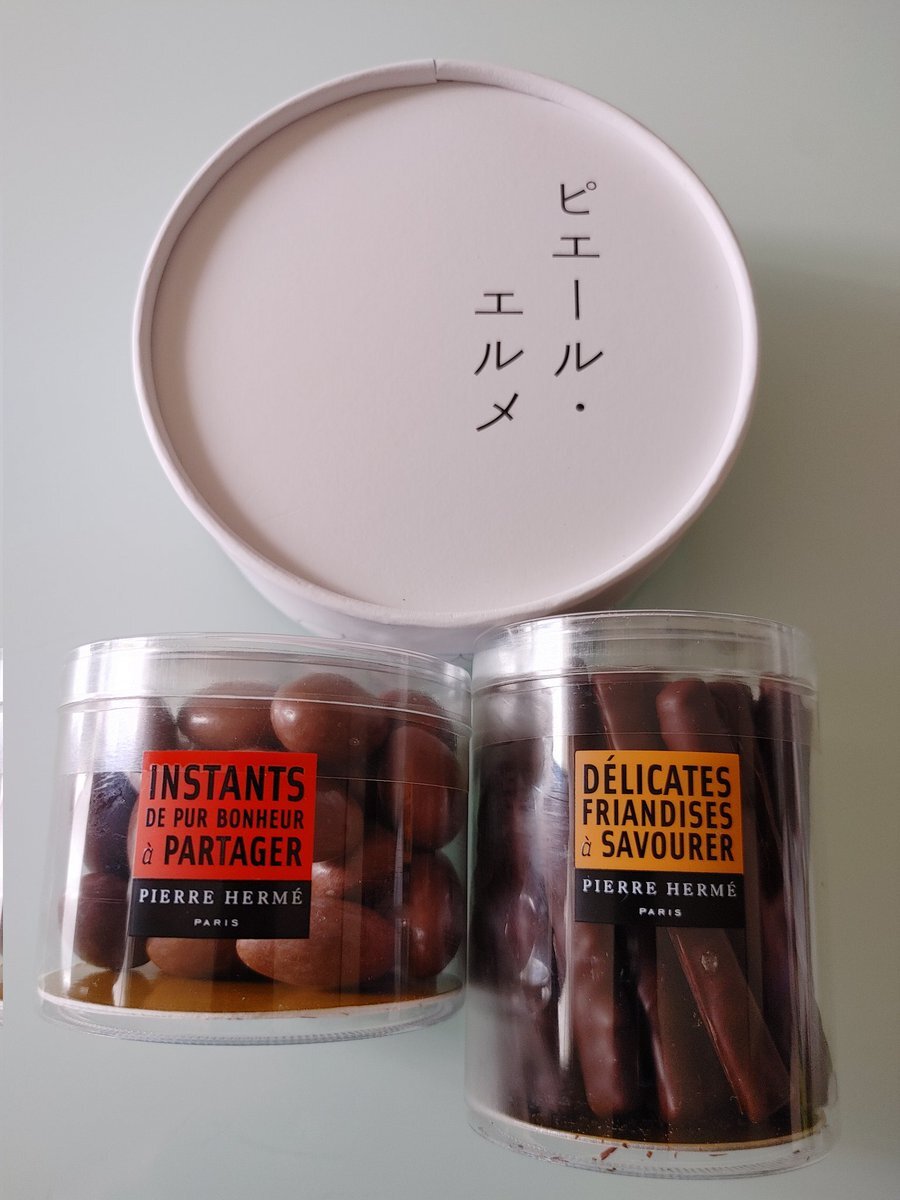 ピエール・
エルメ
INSTANTS
DE PUR BONHEUR
à PARTAGER
PIERRE HERMÉ
PARIS
DÉLICATES
FRIANDISES
à SAVOURER
PIERRE HERMÉ
PARIS